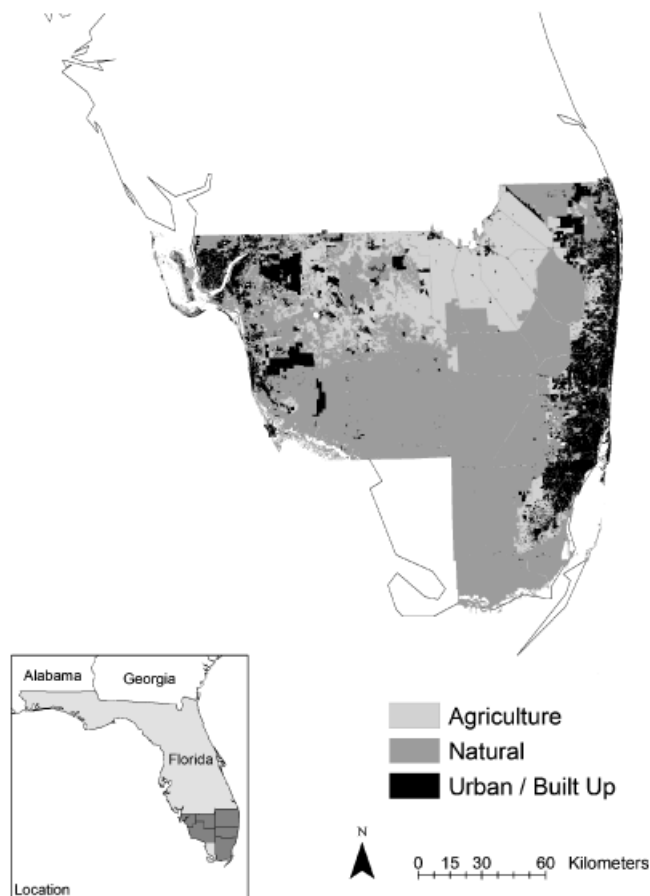 Alabama
Georgia
Florida
Location
Agriculture
Natural
Urban / Built Up
N
0 15 30 60 Kilometers